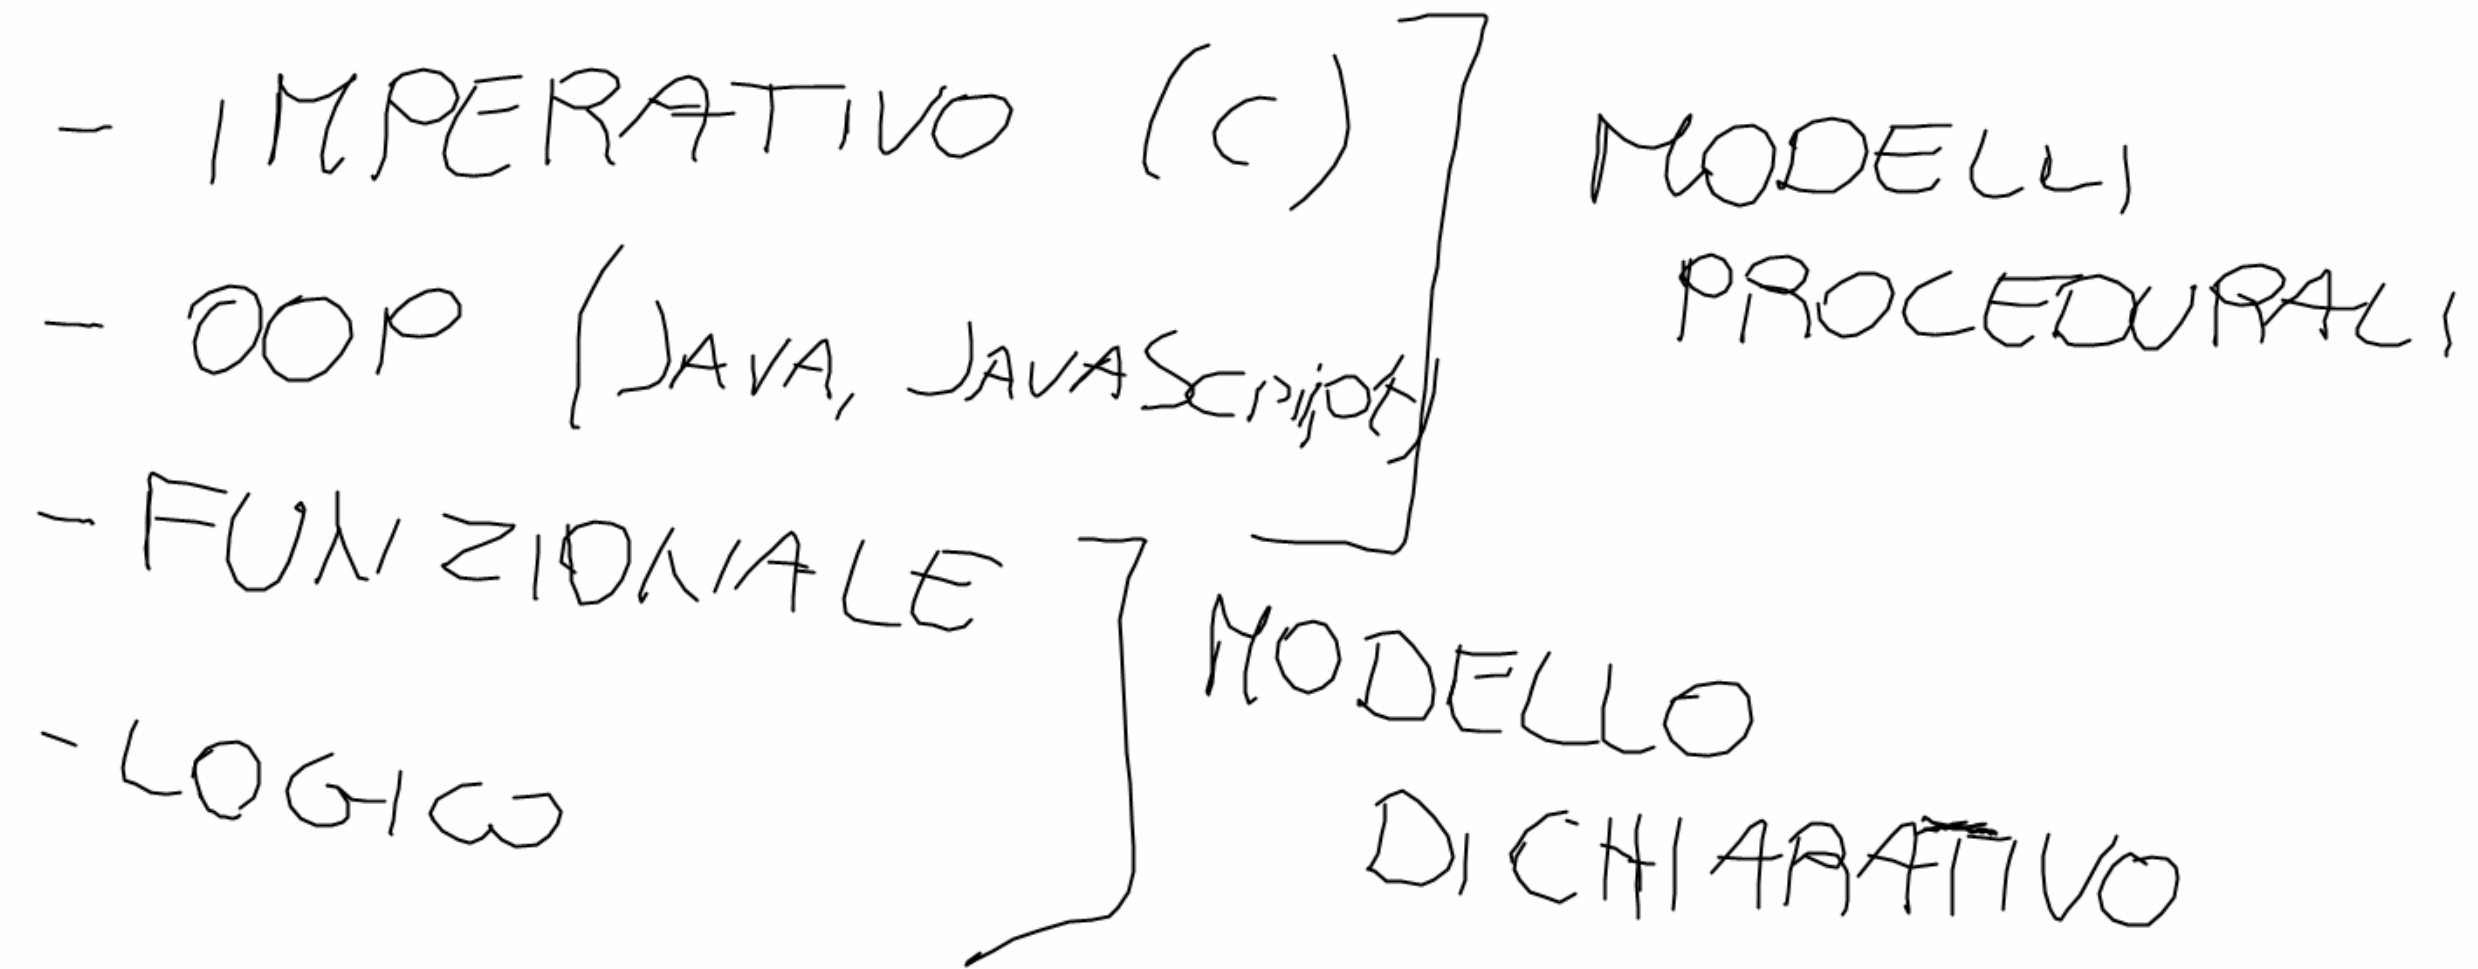 - IMPERATIVO (C)
MODELLI
PROCEDURALI
- OOP (JAVA, JAVAScript)
- FUNZIONALE
- LOGICO
MODELLO
DICHIARATIVO